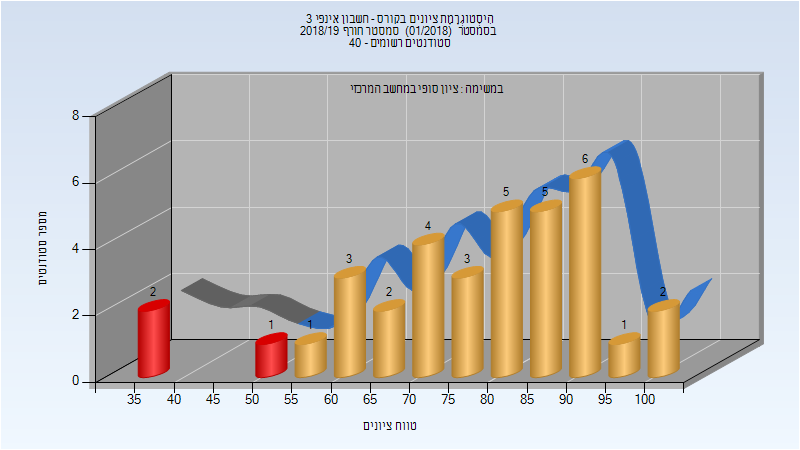 היסטוגרמת ציונים בקורס - חשבון אינפי 3
בסמסטר (01/2018) סמסטר חורף 2018/19
סטודנטים רשומים - 40
במשימה : ציון סופי במחשב המרכזי
מספר סטודנטים
8
6
4
2
0
2
1
1
3
2
4
3
5
5
6
1
2
35 40 45 50 55 60 65 70 75 80 85 90 95 100
טווח ציונים